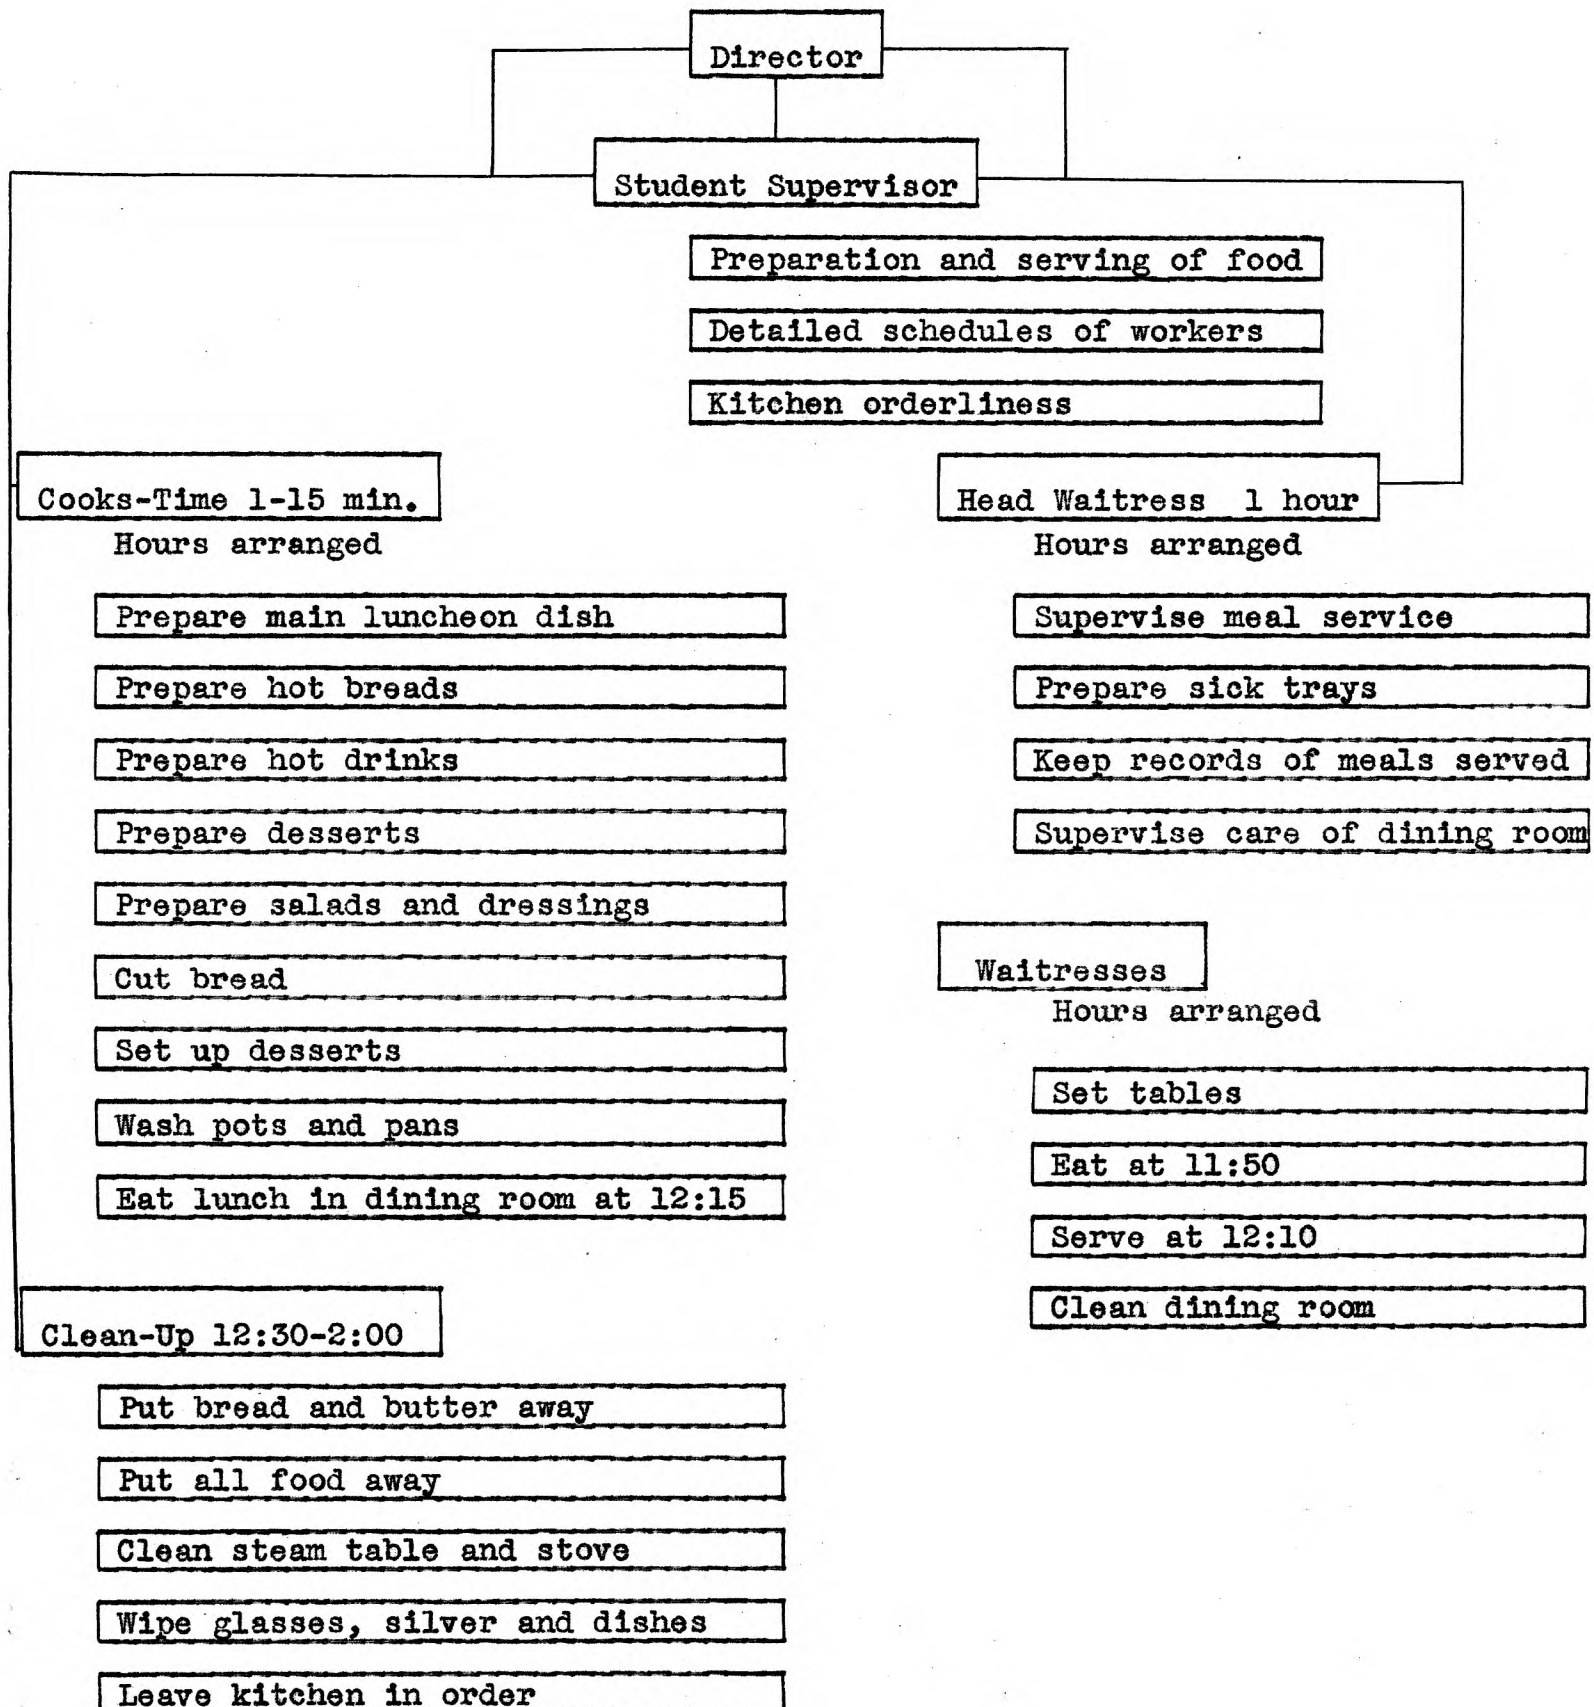 Director
Student Supervisor
Preparation and serving of food
Detailed schedules of workers
Kitchen orderliness
Cooks-Time 1-15 min.
Hours arranged
Prepare main luncheon dish
Prepare hot breads
Prepare hot drinks
Prepare desserts
Prepare salads and dressings
Cut bread
Set up desserts
Wash pots and pans
Eat lunch in dining room at 12:15
Clean-Up 12:30-2:00
Put bread and butter away
Put all food away
Clean steam table and stove
Wipe glasses, silver and dishes
Leave kitchen in order
Head Waitress 1 hour
Hours arranged
Supervise meal service
Prepare sick trays
Keep records of meals served
Supervise care of dining room
Waitresses
Hours arranged
Set tables
Eat at 11:50
Serve at 12:10
Clean dining room